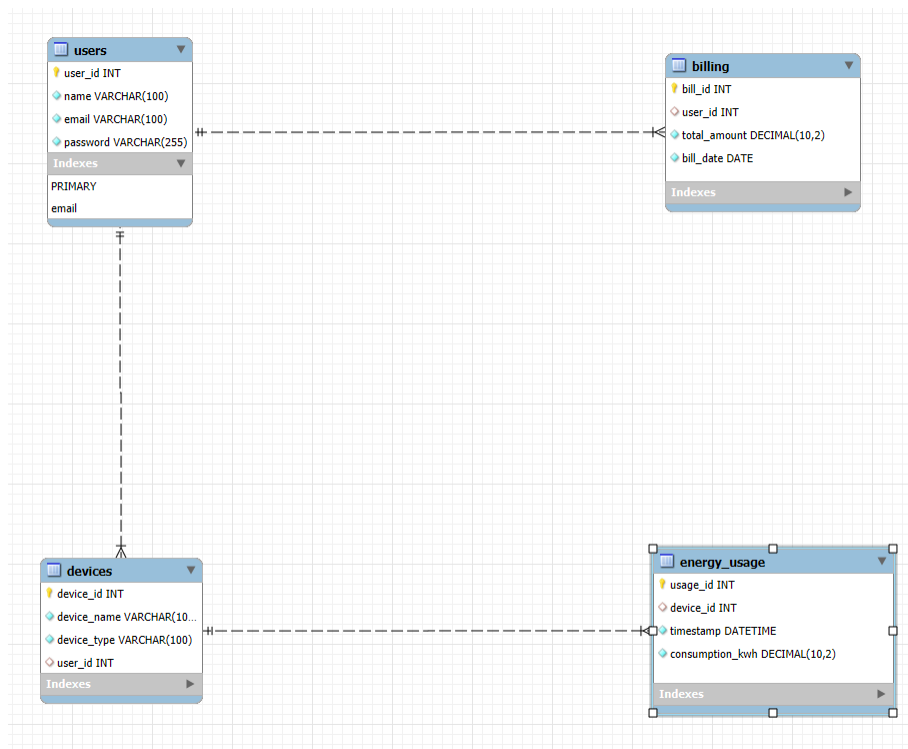 users
user_id INT
name VARCHAR(100)
email VARCHAR(100)
password VARCHAR(255)
Indexes
PRIMARY
email
billing
bill_id INT
user_id INT
total_amount DECIMAL(10,2)
bill_date DATE
Indexes
devices
device_id INT
device_name VARCHAR(10...
device_type VARCHAR(100)
user_id INT
Indexes
energy_usage
usage_id INT
device_id INT
timestamp DATETIME
consumption_kwh DECIMAL(10,2)
Indexes